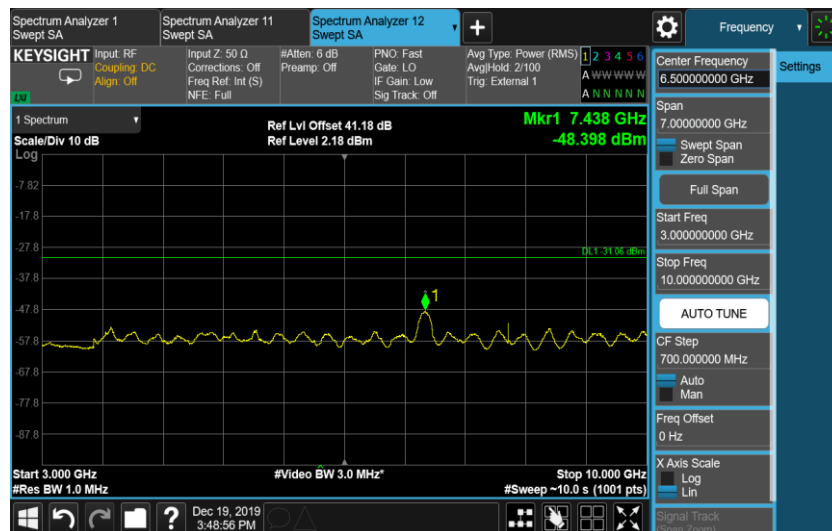 Spectrum Analyzer 1
Swept SA
Spectrum Analyzer 11
Swept SA
Spectrum Analyzer 12
Swept SA
Frequency
KEYSIGHT
LXI
Input: RF
Coupling: DC
Align: Off
Input Z: 50 Ω
Corrections: Off
Freq Ref: Int (S)
NFE: Full
#Atten: 6 dB
Preamp: Off
PNO: Fast
Gate: LO
IF Gain: Low
Sig Track: Off
Avg Type: Power (RMS)
Avg|Hold: 2/100
Trig: External 1
1 2 3 4 5 6
A W W W W W
A N N N N N
1 Spectrum
Scale/Div 10 dB
Log
Ref Lvl Offset 41.18 dB
Ref Level 2.18 dBm
Mkr1 7.438 GHz
-48.398 dBm
-7.82
-17.8
-27.8
DL1 -31.06 dBm
-37.8
1
-47.8
-57.8
-67.8
-77.8
-87.8
Start 3.000 GHz
#Res BW 1.0 MHz
#Video BW 3.0 MHz*
Stop 10.000 GHz
#Sweep ~10.0 s (1001 pts)
?
Dec 19, 2019
3:48:56 PM
Center Frequency
6.500000000 GHz
Settings
Span
7.00000000 GHz
Swept Span
Zero Span
Full Span
Start Freq
3.000000000 GHz
Stop Freq
10.000000000 GHz
AUTO TUNE
CF Step
700.000000 MHz
Auto
Man
Freq Offset
0 Hz
X Axis Scale
Log
Lin
Signal Track
(Span Zoom)